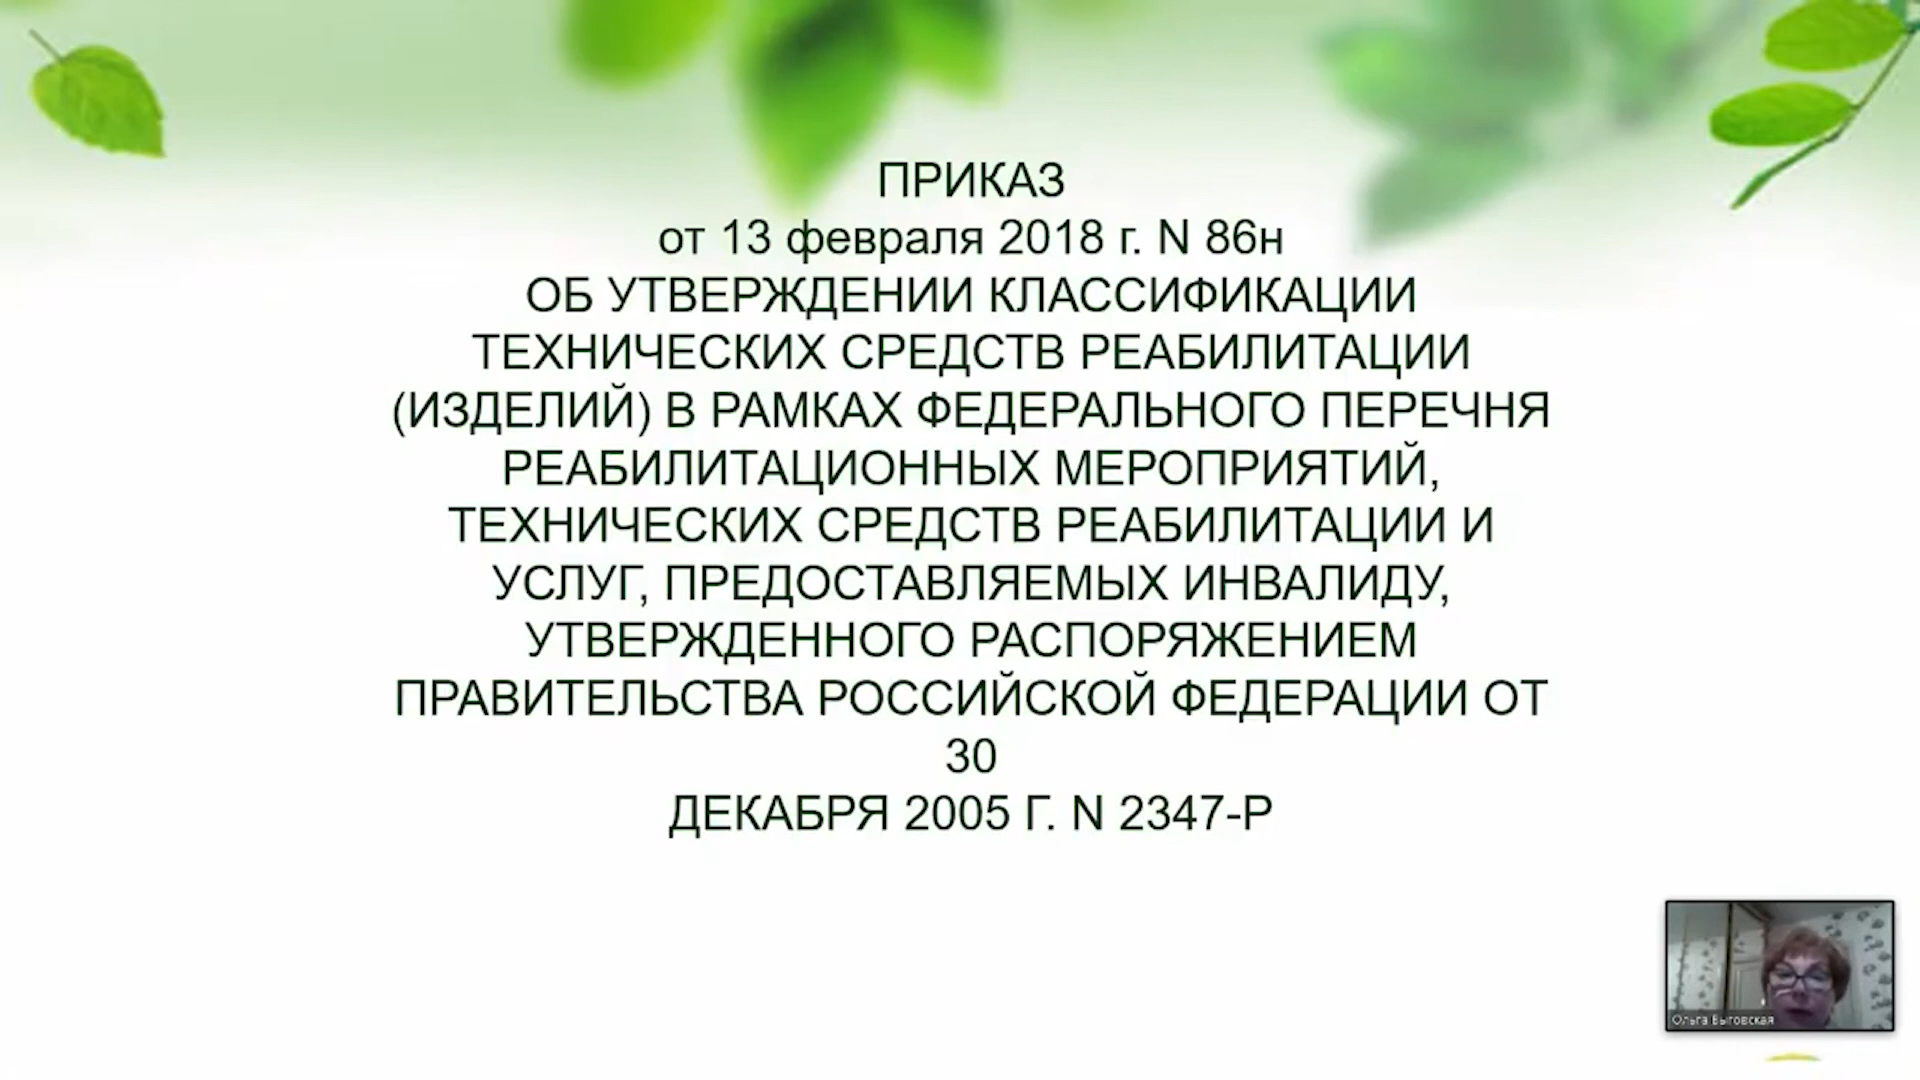 ПРИКАЗ
от 13 февраля 2018 г. N 86н
ОБ УТВЕРЖДЕНИИ КЛАССИФИКАЦИИ
ТЕХНИЧЕСКИХ СРЕДСТВ РЕАБИЛИТАЦИИ
(ИЗДЕЛИЙ) В РАМКАХ ФЕДЕРАЛЬНОГО ПЕРЕЧНЯ
РЕАБИЛИТАЦИОННЫХ МЕРОПРИЯТИЙ,
ТЕХНИЧЕСКИХ СРЕДСТВ РЕАБИЛИТАЦИИ И
УСЛУГ, ПРЕДОСТАВЛЯЕМЫХ ИНВАЛИДУ,
УТВЕРЖДЕННОГО РАСПОРЯЖЕНИЕМ
ПРАВИТЕЛЬСТВА РОССИЙСКОЙ ФЕДЕРАЦИИ ОТ
30
ДЕКАБРЯ 2005 Г. N 2347-Р
Ольга Выговская